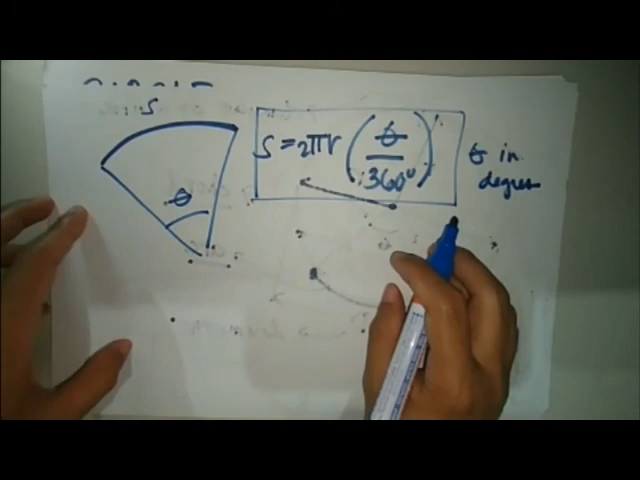 S
θ
S = 2πr (θ / 360°)
θ in
degrees